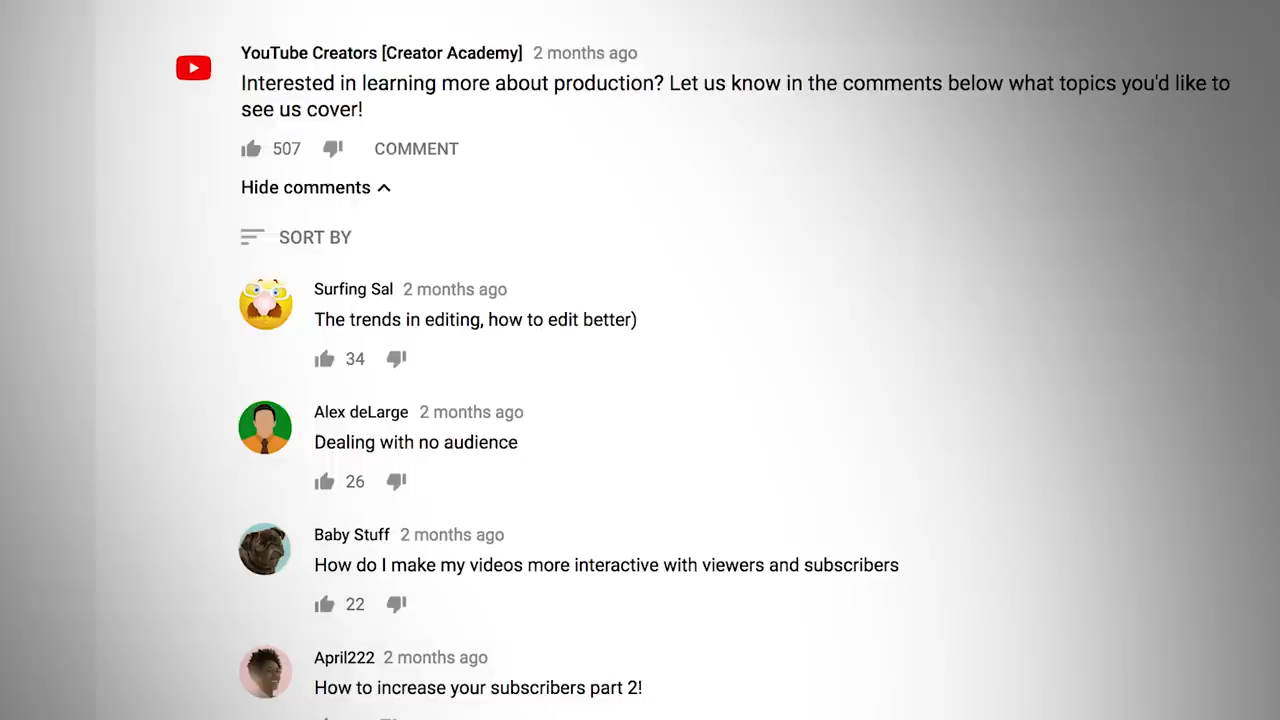 YouTube Creators [Creator Academy] 2 months ago
Interested in learning more about production? Let us know in the comments below what topics you'd like to
see us cover!
507 COMMENT
Hide comments
SORT BY
Surfing Sal 2 months ago
The trends in editing, how to edit better)
34
Alex deLarge 2 months ago
Dealing with no audience
26
Baby Stuff 2 months ago
How do I make my videos more interactive with viewers and subscribers
22
April222 2 months ago
How to increase your subscribers part 2!